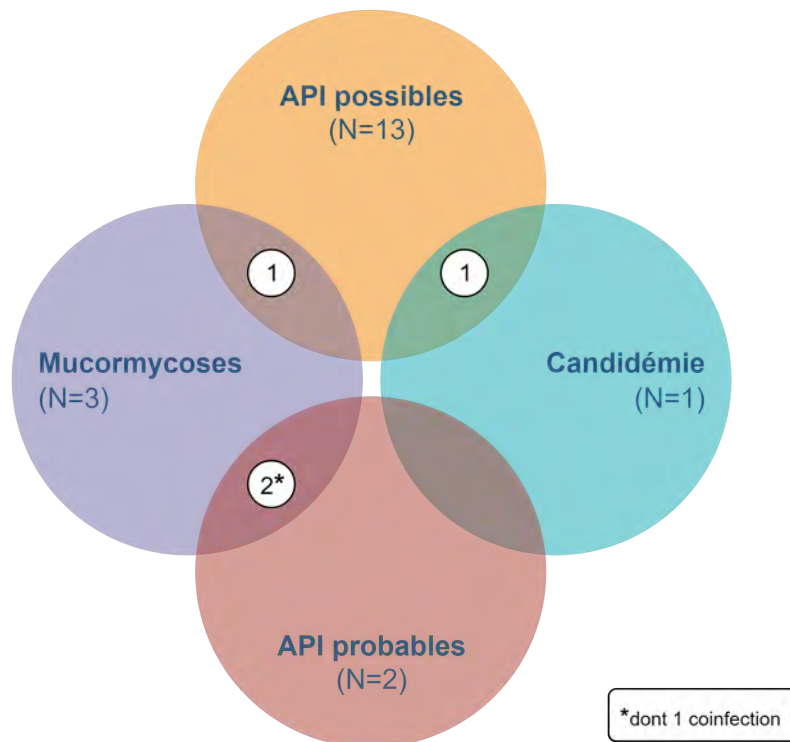 API possibles
(N=13)
1
1
Mucormycoses
(N=3)
Candidémie
(N=1)
2*
API probables
(N=2)
*dont 1 coinfection